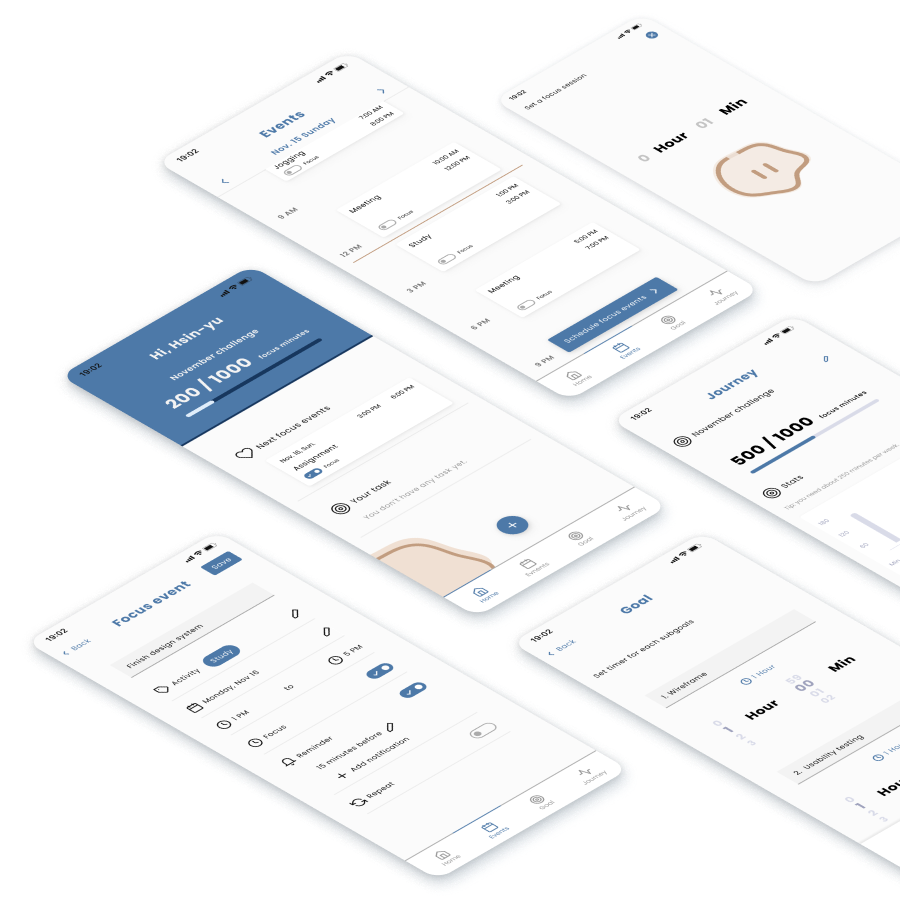 19:02
Events
Nov. 15 Sunday
Jogging
7:00 AM
8:00 PM
Focus
9 AM
Meeting
10:00 AM
12:00 PM
Focus
12 PM
Study
1:00 PM
3:00 PM
Focus
3 PM
Meeting
5:00 PM
7:00 PM
Focus
6 PM
Schedule focus events
9 PM
Home
Events
Goal
Journey
19:02
Set a focus session
0 Hour 01 Min
19:02
Hi, Hsin-yu
November challenge
200 / 1000 focus minutes
Next focus events
Nov. 16, Sun.
3:00 PM
6:00 PM
Assignment
Focus
Your task
You don't have any task yet.
Home
Goal
Journey
19:02
Journey
November challenge
500 / 1000 focus minutes
Stats
Tip: you need about 250 minutes per week
180
120
60
19:02
Back
Focus event
Save
Finish design system
Activity
Study
Monday, Nov 16
1 PM
to
5 PM
Focus
Reminder
15 minutes before
Add notification
Repeat
Home
Events
Goal
Journey
19:02
Back
Goal
Set timer for each subgoals
1. Wireframe
1 Hour
0
1 Hour
2
3
59
00 Min
01
02
2. Usability testing
1 Ho
0
1
2
3
Hou